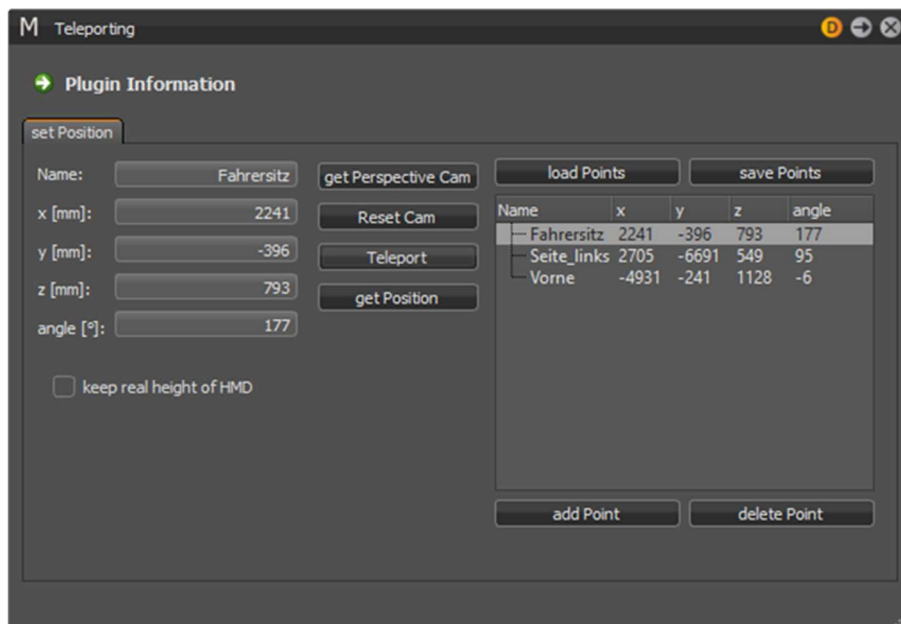 M Teleporting D
Plugin Information
set Position
Name: Fahrersitz
x [mm]: 2241
y [mm]: -396
z [mm]: 793
angle [°]: 177
keep real height of HMD
get Perspective Cam
Reset Cam
Teleport
get Position
load Points save Points
Name x y z angle
Fahrersitz 2241 -396 793 177
Seite_links 2705 -6691 549 95
Vorne -4931 -241 1128 -6
add Point delete Point